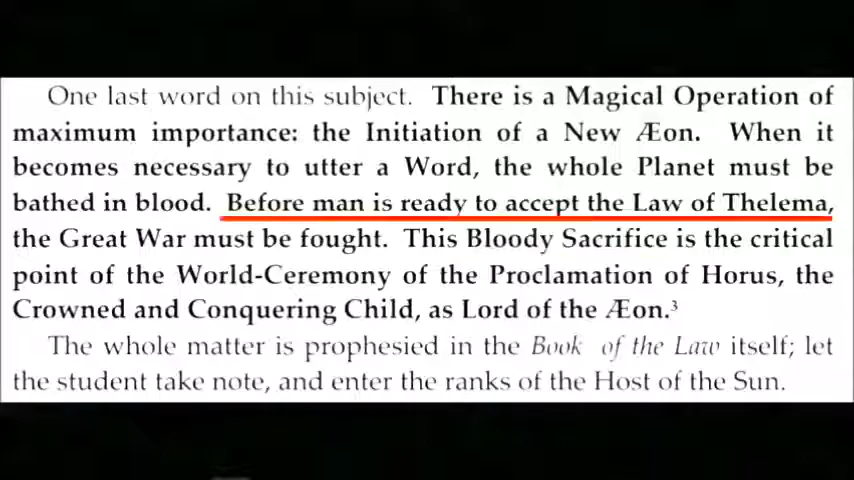 One last word on this subject. There is a Magical Operation of
maximum importance: the Initiation of a New Æon. When it
becomes necessary to utter a Word, the whole Planet must be
bathed in blood. Before man is ready to accept the Law of Thelema,
the Great War must be fought. This Bloody Sacrifice is the critical
point of the World-Ceremony of the Proclamation of Horus, the
Crowned and Conquering Child, as Lord of the Æon.³
The whole matter is prophesied in the Book of the Law itself; let
the student take note, and enter the ranks of the Host of the Sun.